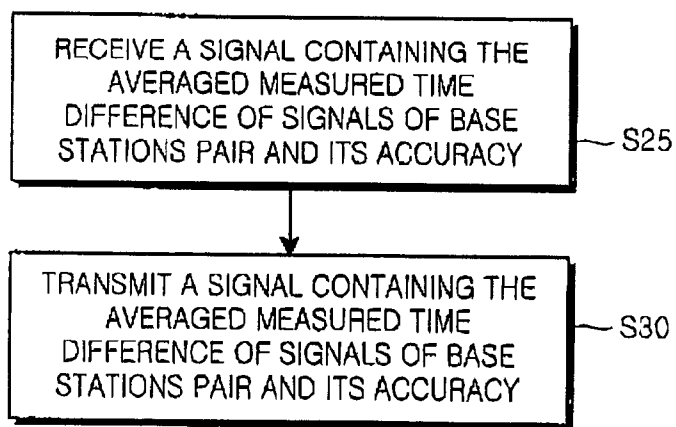 RECEIVE A SIGNAL CONTAINING THE
AVERAGED MEASURED TIME
DIFFERENCE OF SIGNALS OF BASE
STATIONS PAIR AND ITS ACCURACY
S25
TRANSMIT A SIGNAL CONTAINING THE
AVERAGED MEASURED TIME
DIFFERENCE OF SIGNALS OF BASE
STATIONS PAIR AND ITS ACCURACY
S30